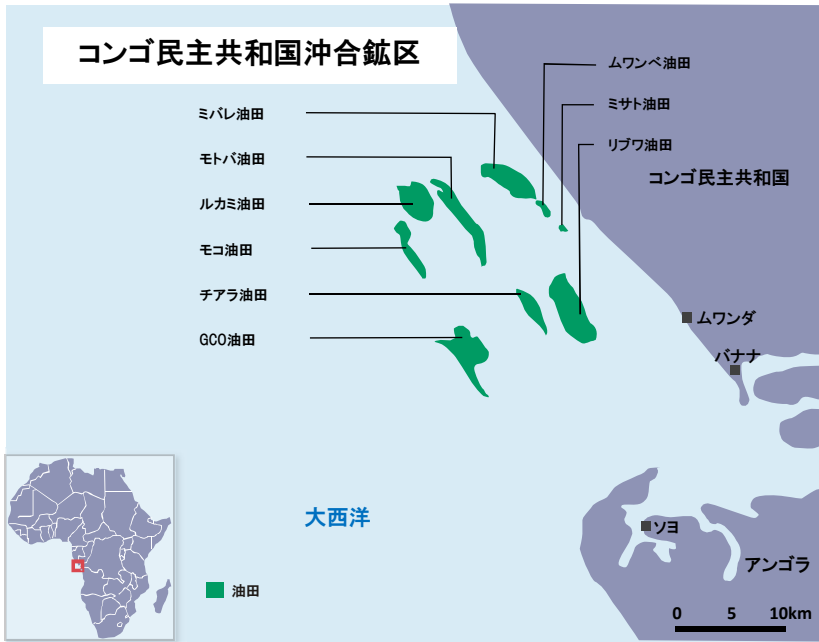 コンゴ民主共和国沖合鉱区
ムワンベ油田
ミサト油田
リブワ油田
コンゴ民主共和国
ミバレ油田
モトバ油田
ルカミ油田
モコ油田
チアラ油田
GCO油田
ムワンダ
バナナ
大西洋
ソヨ
アンゴラ
油田
0 5 10km